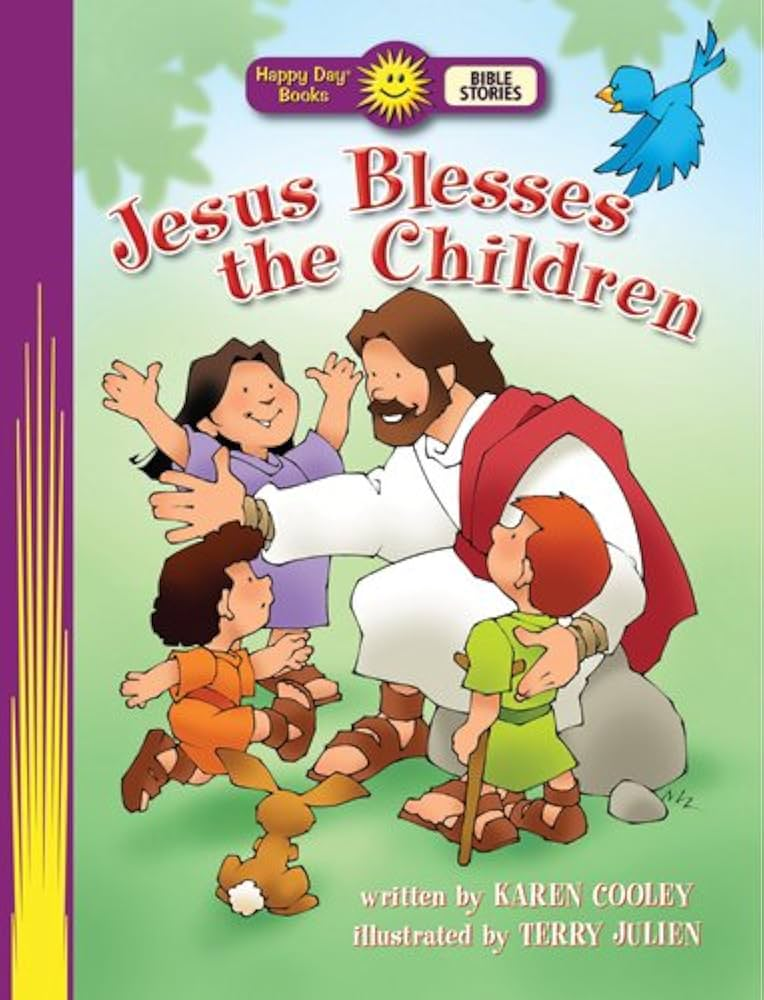 Happy Day®
Books
BIBLE
STORIES
Jesus Blesses
the Children
written by KAREN COOLEY
illustrated by TERRY JULIEN